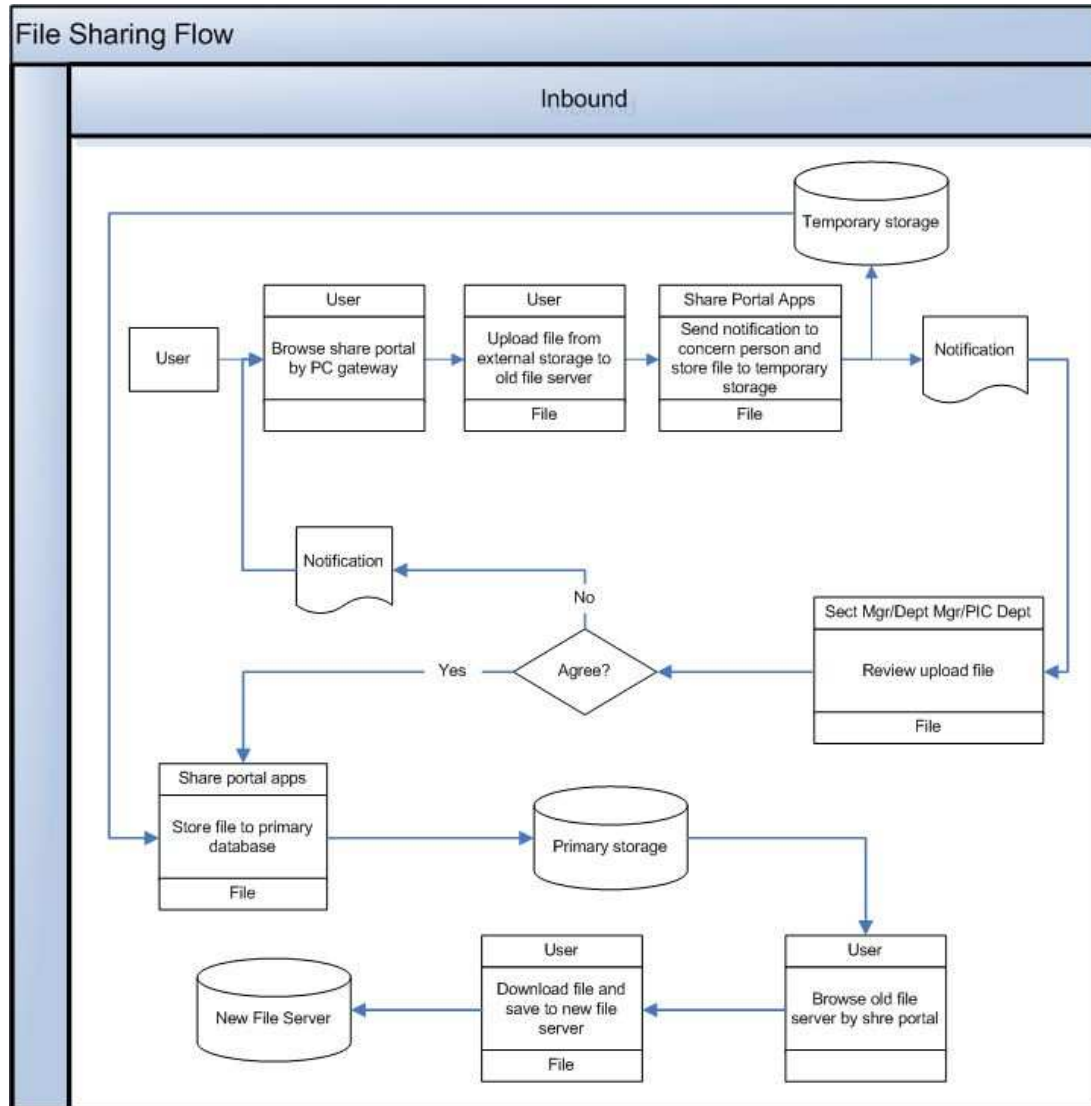 File Sharing Flow
Inbound
Temporary storage
User
User
Browse share portal
by PC gateway
User
Upload file from
external storage to
old file server
File
Share Portal Apps
Send notification to
concern person and
store file to temporary
storage
File
Notification
Notification
No
Sect Mgr/Dept Mgr/PIC Dept
Review upload file
File
Agree?
Yes
Share portal apps
Store file to primary
database
File
Primary storage
User
Browse old file
server by shre portal
User
Download file and
save to new file
server
File
New File Server